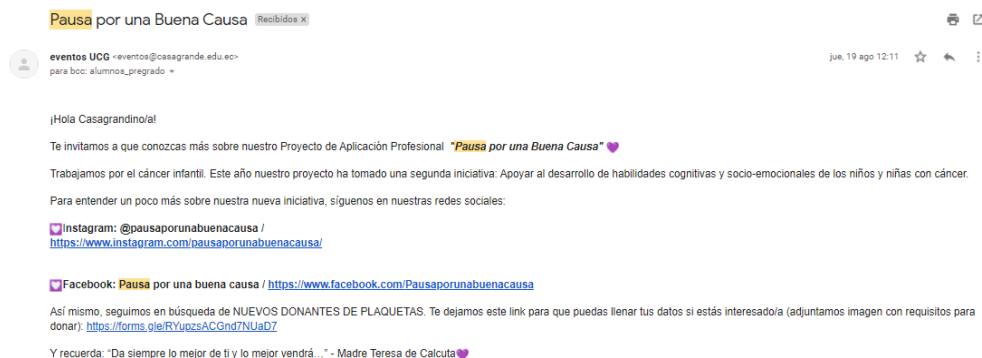 Pausa por una Buena Causa Recibidos x
eventos UCG <eventos@casagrande.edu.ec> jue, 19 ago 12:11
para bcc: alumnos_pregrado
¡Hola Casagrandino/a!
Te invitamos a que conozcas más sobre nuestro Proyecto de Aplicación Profesional "Pausa por una Buena Causa" 💜
Trabajamos por el cáncer infantil. Este año nuestro proyecto ha tomado una segunda iniciativa: Apoyar al desarrollo de habilidades cognitivas y socio-emocionales de los niños y niñas con cáncer.
Para entender un poco más sobre nuestra nueva iniciativa, síguenos en nuestras redes sociales:
💟Instagram: @pausaporunabuenacausa /
https://www.instagram.com/pausaporunabuenacausa/
💟Facebook: Pausa por una buena causa / https://www.facebook.com/Pausaporunabuenacausa
Así mismo, seguimos en búsqueda de NUEVOS DONANTES DE PLAQUETAS. Te dejamos este link para que puedas llenar tus datos si estás interesado/a (adjuntamos imagen con requisitos para
donar): https://forms.gle/RYupzsACGnd7NUaD7
Y recuerda: “Da siempre lo mejor de ti y lo mejor vendrá…” - Madre Teresa de Calcuta💜